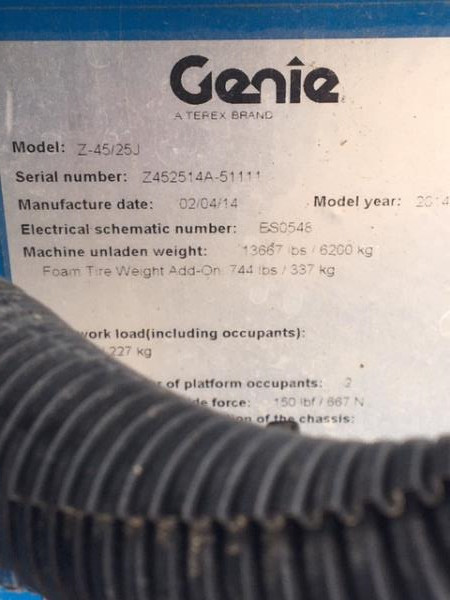 Genie
A TEREX BRAND
Model: Z-45/25J
Serial number: Z452514A-51111
Manufacture date: 02/04/14 Model year: 2014
Electrical schematic number: ES0546
Machine unladen weight: 13667 lbs / 6200 kg
Foam Tire Weight Add-On 744 lbs / 337 kg
work load(including occupants):
/ 227 kg
of platform occupants: 2
force: 150 lbf / 667 N
of the chassis: